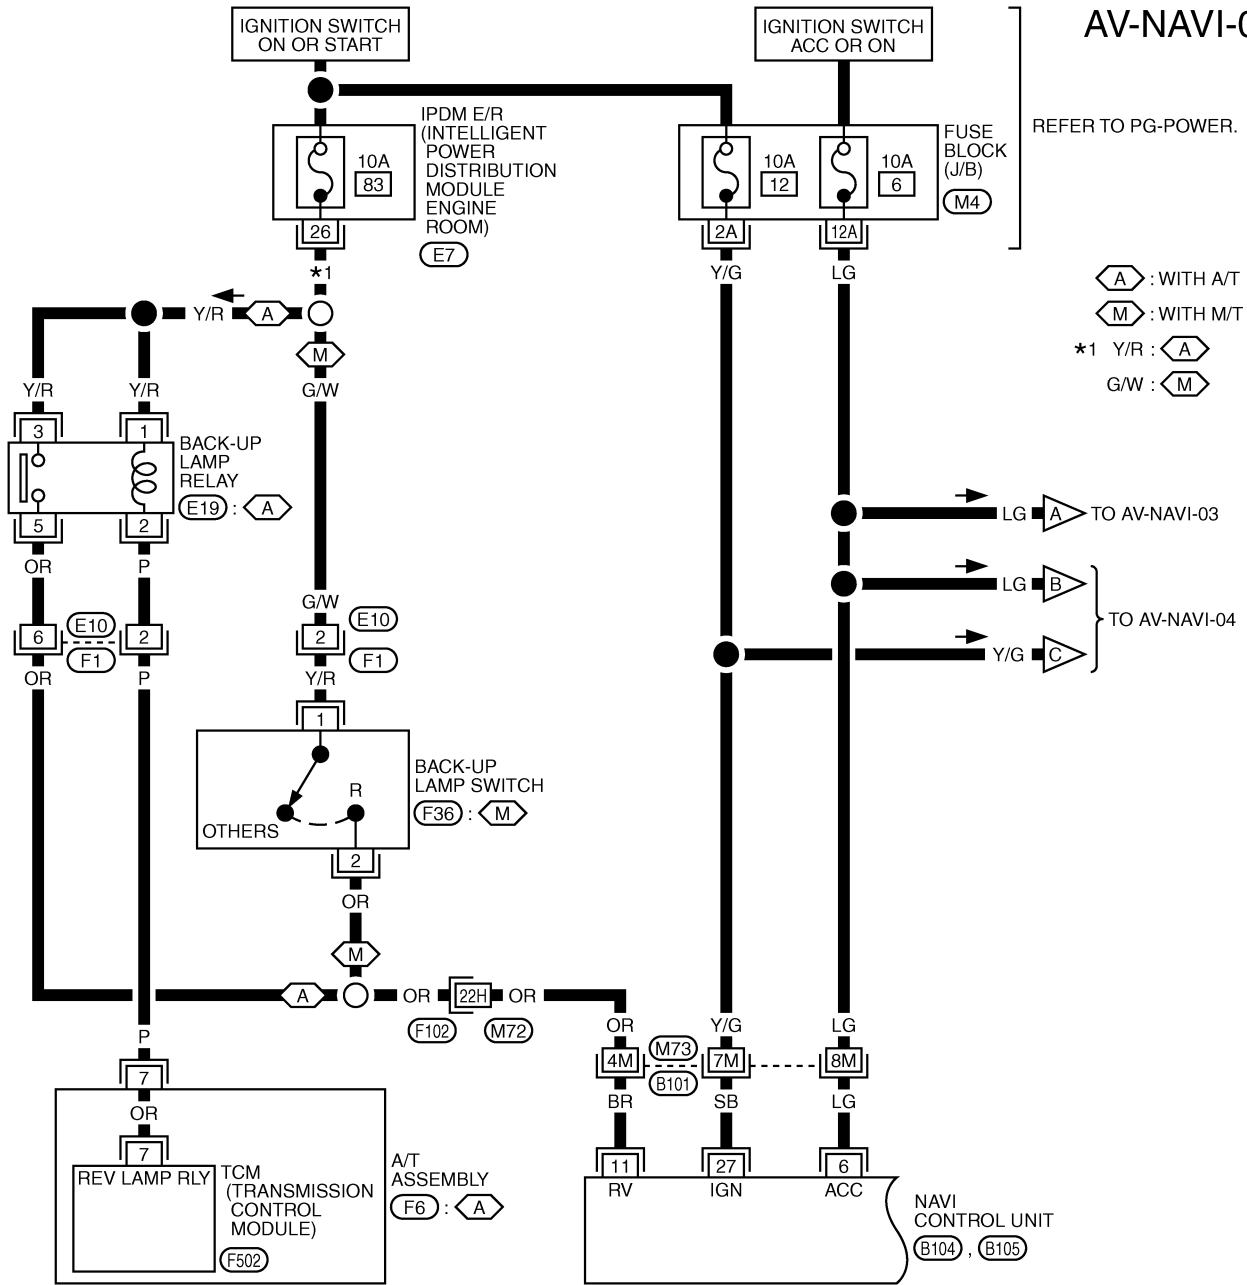 AV-NAVI-0
IGNITION SWITCH
ON OR START
IGNITION SWITCH
ACC OR ON
IPDM E/R
(INTELLIGENT
POWER
DISTRIBUTION
MODULE
ENGINE
ROOM)
E7
10A
83
26
FUSE
BLOCK
(J/B)
M4
10A
12
10A
6
2A
12A
REFER TO PG-POWER.
*1
Y/G
LG
A : WITH A/T
M : WITH M/T
*1 Y/R : A
G/W : M
Y/R
A
M
Y/R
Y/R
G/W
3
1
BACK-UP
LAMP
RELAY
E19 : A
5
2
OR
P
LG
A
TO AV-NAVI-03
LG
B
TO AV-NAVI-04
Y/G
C
G/W
6
E10
F1
2
2
E10
F1
OR
P
Y/R
1
BACK-UP
LAMP SWITCH
F36 : M
R
OTHERS
2
OR
M
A
OR
22H
OR
F102
M72
P
OR
Y/G
LG
4M
M73
B101
7M
8M
BR
SB
LG
7
OR
7
REV LAMP RLY
TCM
(TRANSMISSION
CONTROL
MODULE)
F502
A/T
ASSEMBLY
F6 : A
11
27
6
RV
IGN
ACC
NAVI
CONTROL UNIT
B104 , B105